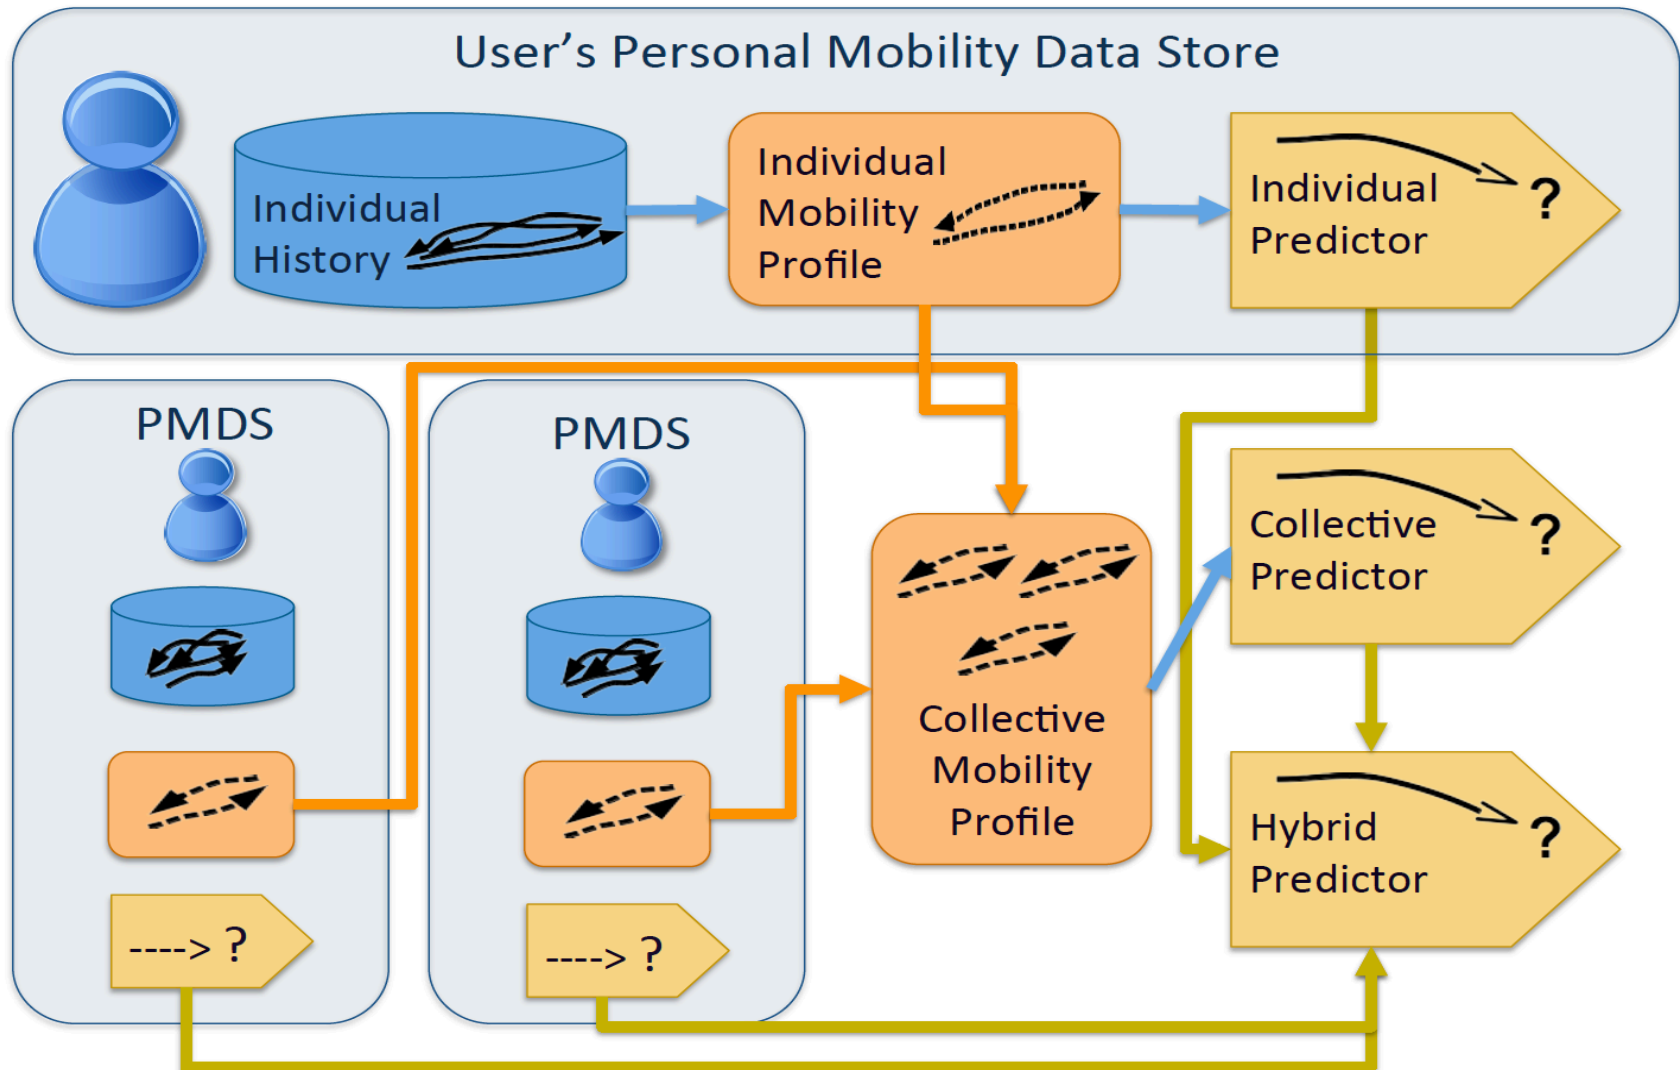 User’s Personal Mobility Data Store
Individual
History
Individual
Mobility
Profile
Individual
Predictor
?
PMDS
PMDS
Collective
Predictor
?
Collective
Mobility
Profile
Hybrid
Predictor
?
----> ?
----> ?